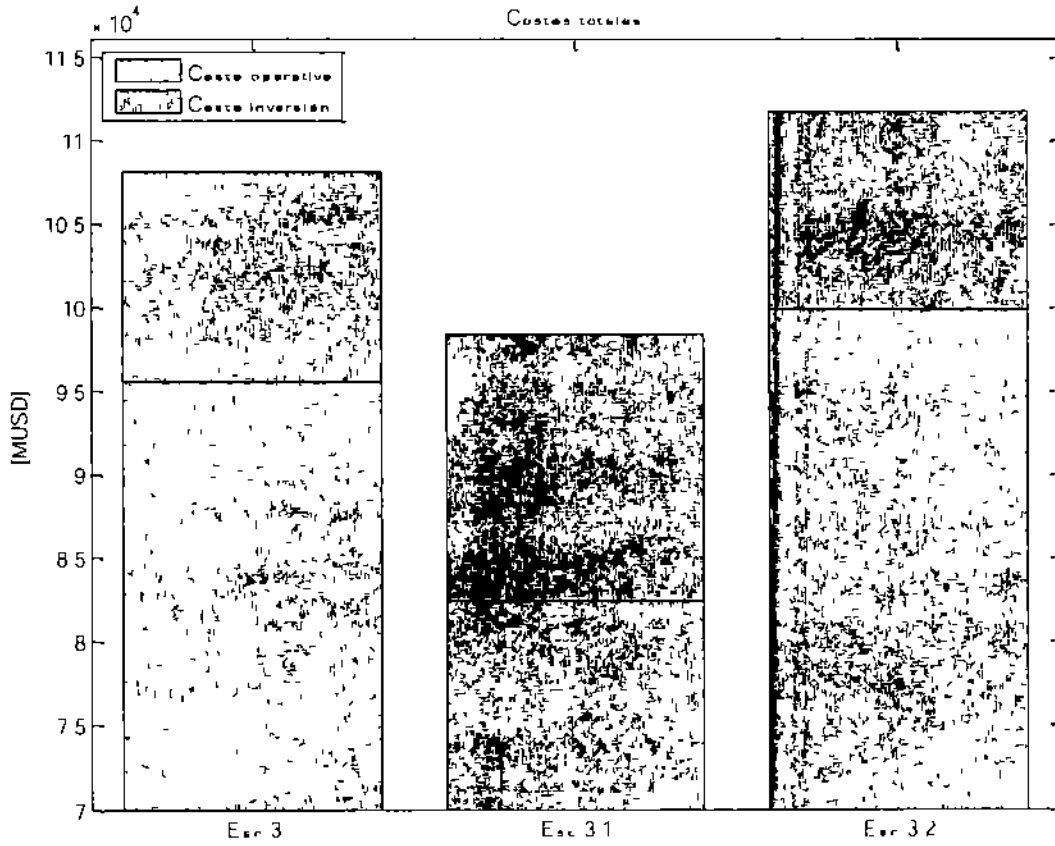 × 10⁴
Costes totales
11 5
Coste operativo
Coste inversión
11
10 5
10
9 5
9
8 5
8
7 5
7
[MUSD]
Esc 3
Esc 3 1
Esc 3 2